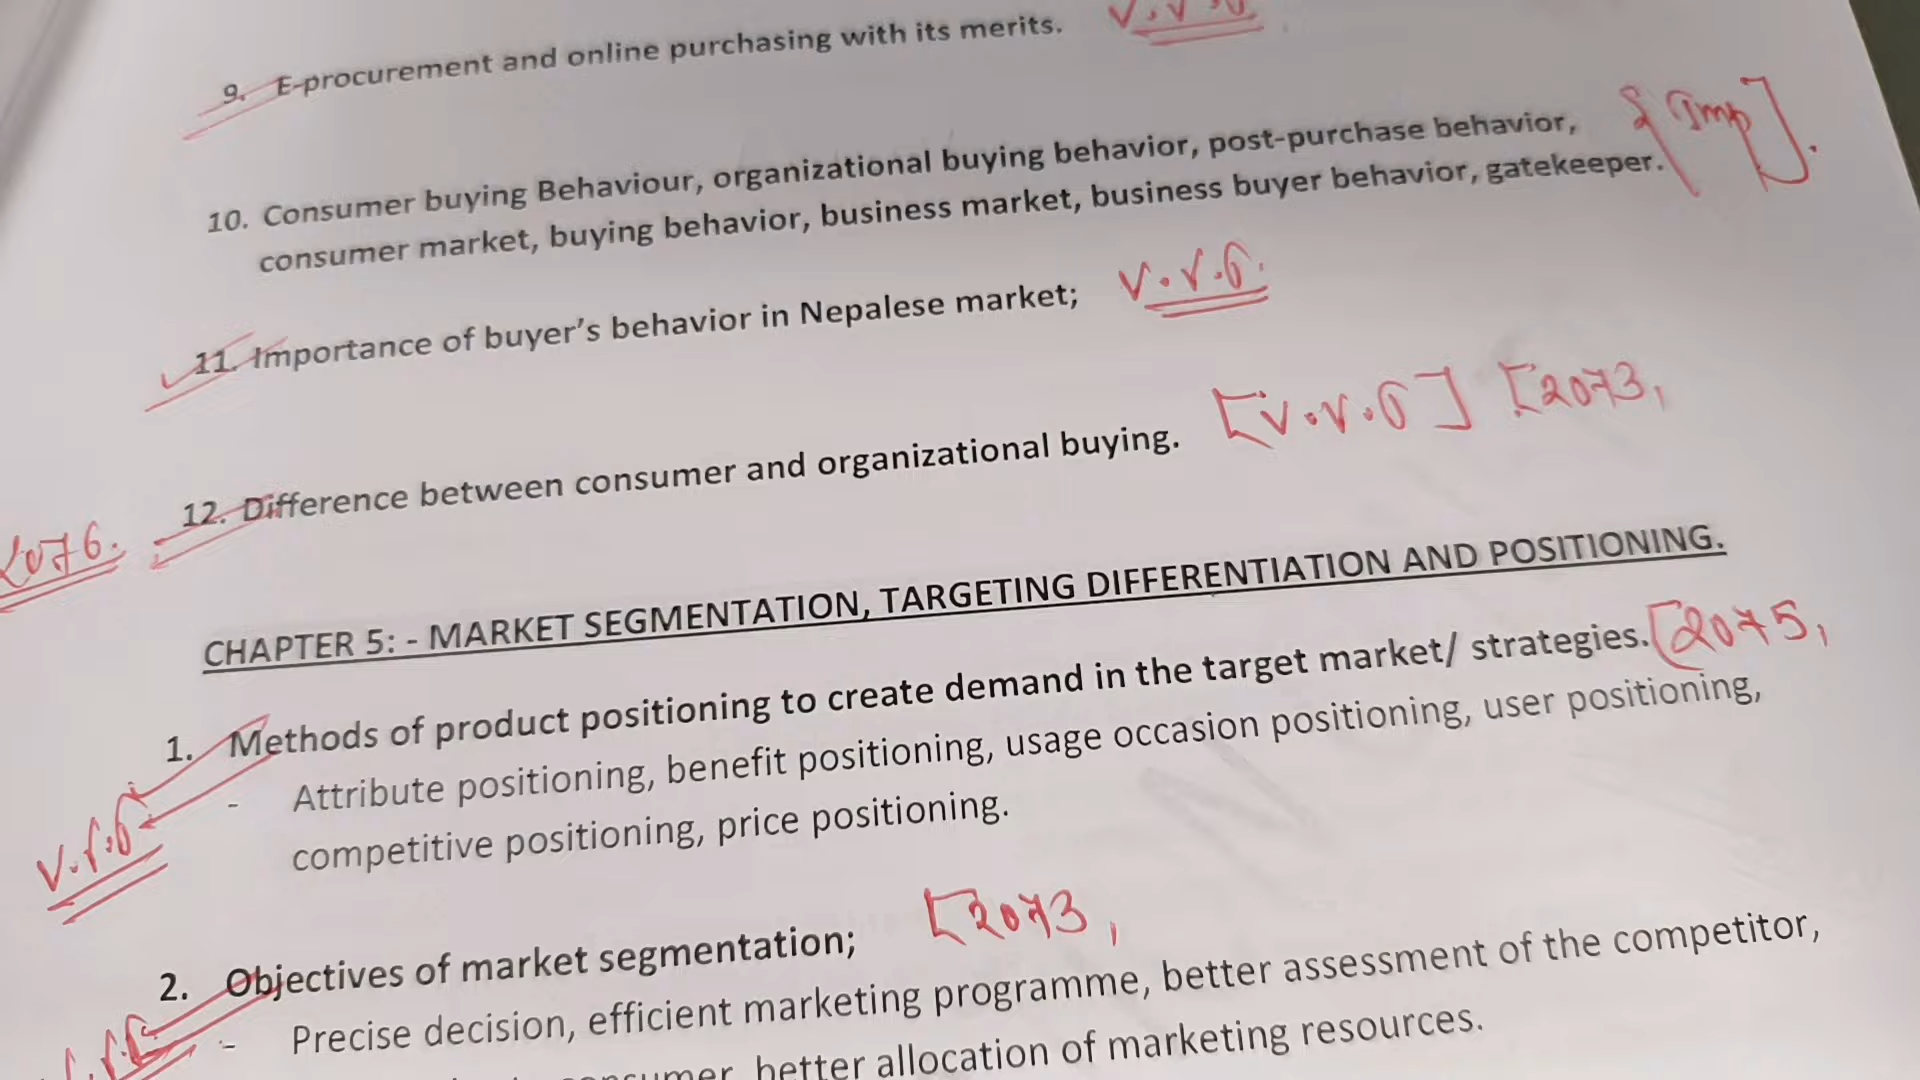 9. E-procurement and online purchasing with its merits.
10. Consumer buying Behaviour, organizational buying behavior, post-purchase behavior, [Imp].
consumer market, buying behavior, business market, business buyer behavior, gatekeeper.
11. Importance of buyer's behavior in Nepalese market;
12. Difference between consumer and organizational buying. [2073,
2076.
CHAPTER 5: - MARKET SEGMENTATION, TARGETING DIFFERENTIATION AND POSITIONING.
1. Methods of product positioning to create demand in the target market/ strategies. [2075,
- Attribute positioning, benefit positioning, usage occasion positioning, user positioning,
competitive positioning, price positioning.
2. Objectives of market segmentation; [2073,
- Precise decision, efficient marketing programme, better assessment of the competitor,
better allocation of marketing resources.